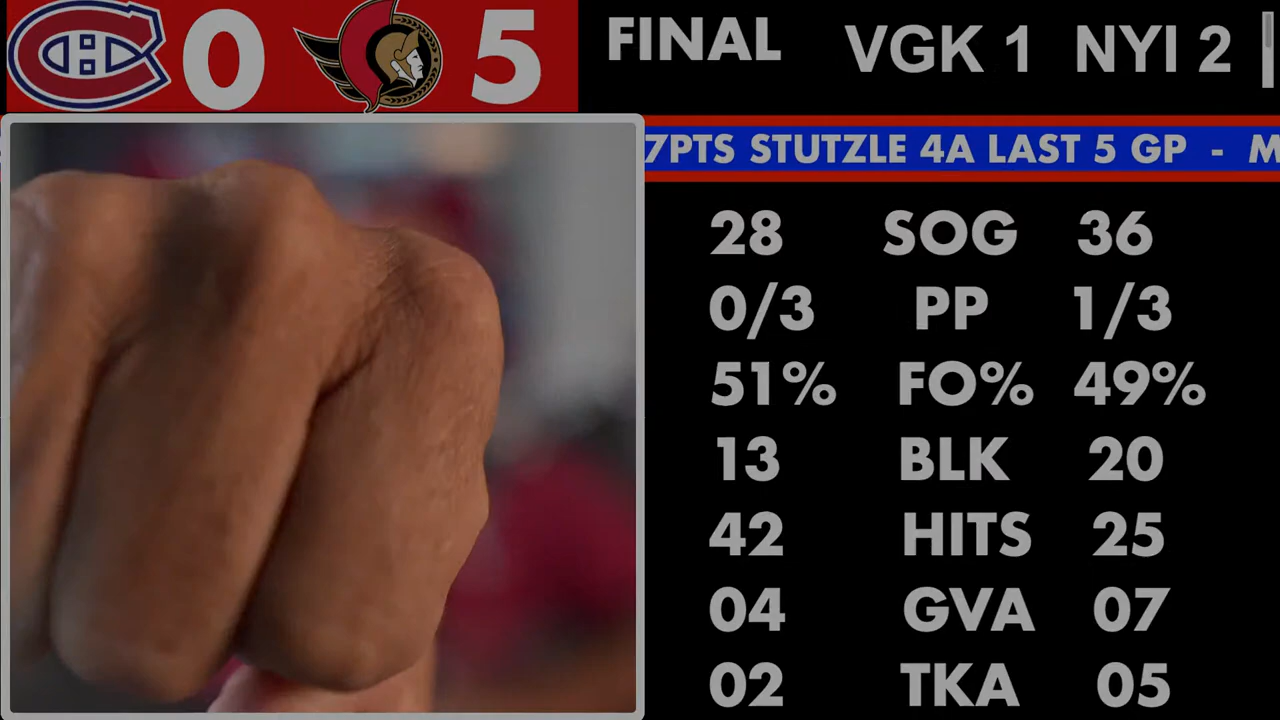 0 5 FINAL VGK 1 NYI 2
7PTS STUTZLE 4A LAST 5 GP - M
28 SOG 36
0/3 PP 1/3
51% FO% 49%
13 BLK 20
42 HITS 25
04 GVA 07
02 TKA 05